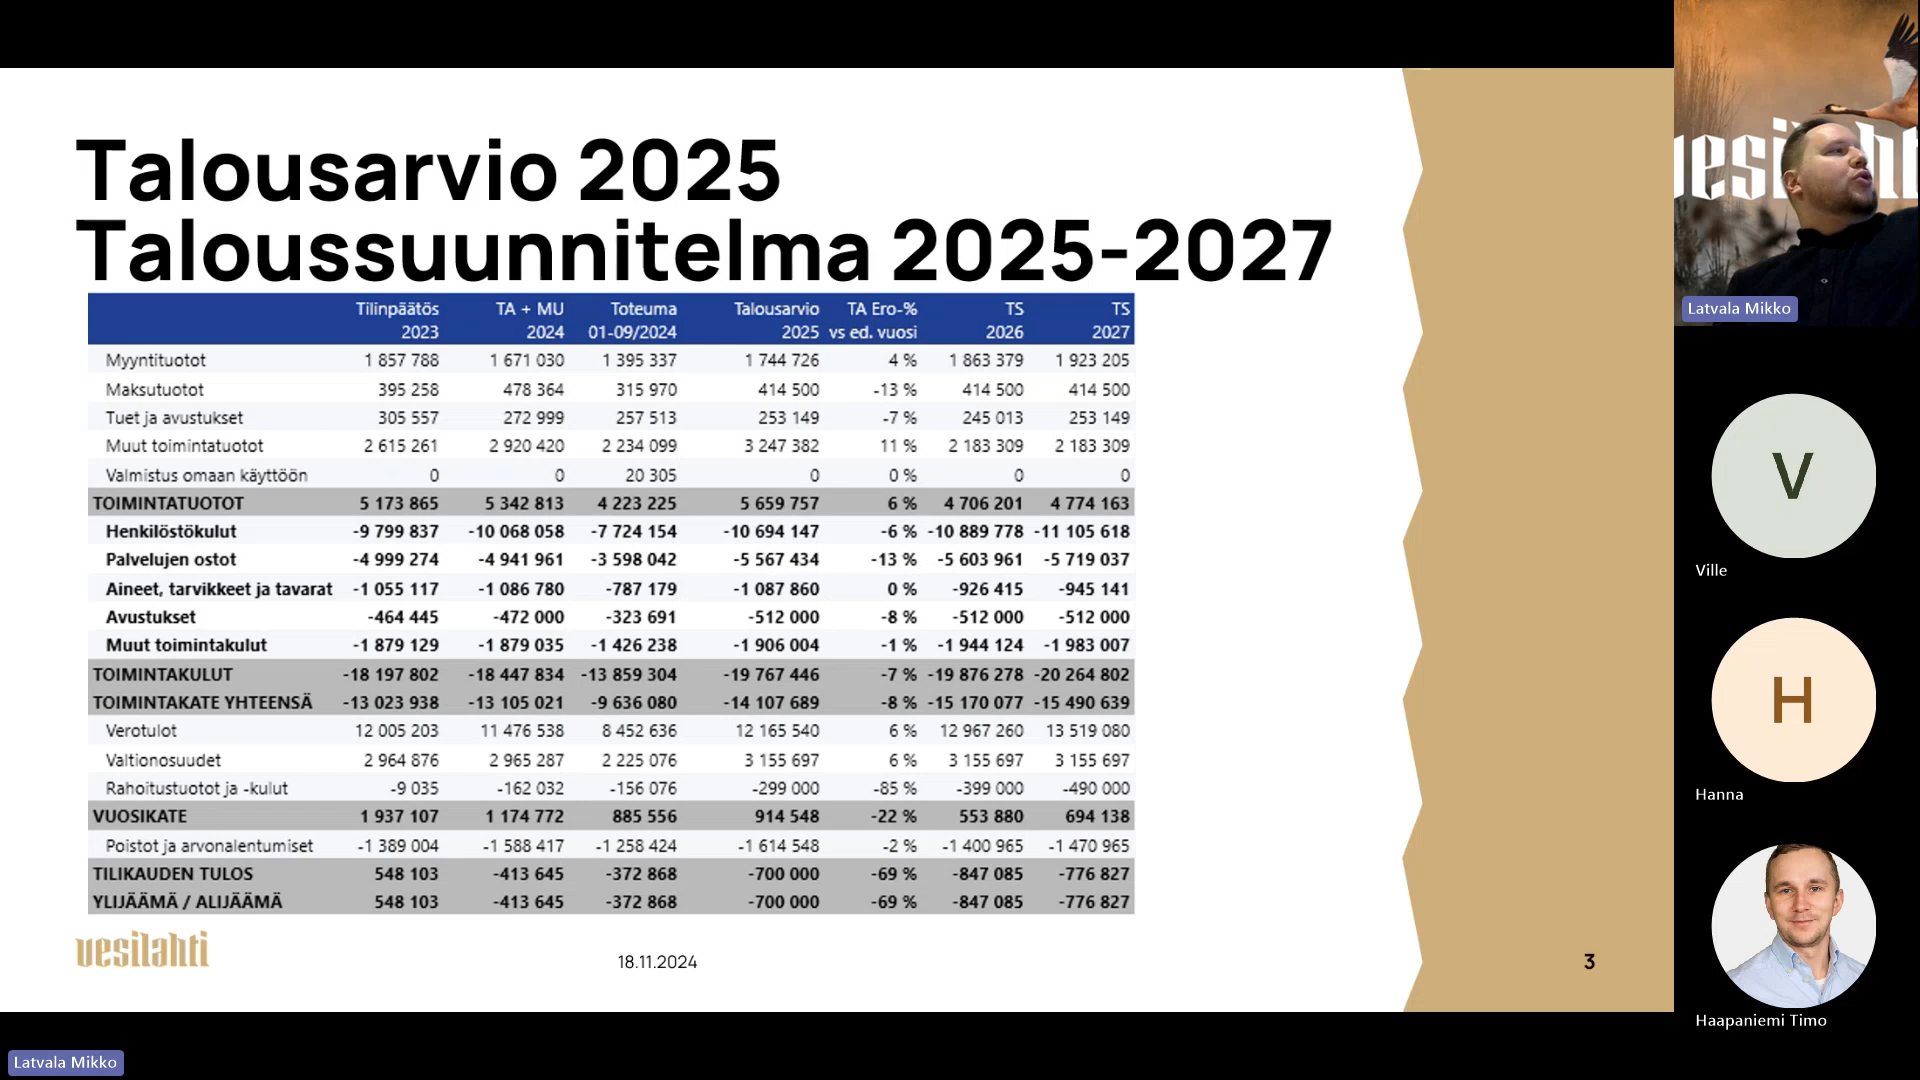 Talousarvio 2025
Taloussuunnitelma 2025-2027
Tilinpäätös 2023 TA + MU 2024 Toteuma 01-09/2024 Talousarvio 2025 TA Ero-% vs ed. vuosi TS 2026 TS 2027
Myyntituotot 1 857 788 1 671 030 1 395 337 1 744 726 4 % 1 863 379 1 923 205
Maksutuotot 395 258 478 364 315 970 414 500 -13 % 414 500 414 500
Tuet ja avustukset 305 557 272 999 257 513 253 149 -7 % 245 013 253 149
Muut toimintatuotot 2 615 261 2 920 420 2 234 099 3 247 382 11 % 2 183 309 2 183 309
Valmistus omaan käyttöön 0 0 20 305 0 0 % 0 0
TOIMINTATUOTOT 5 173 865 5 342 813 4 223 225 5 659 757 6 % 4 706 201 4 774 163
Henkilöstökulut -9 799 837 -10 068 058 -7 724 154 -10 694 147 -6 % -10 889 778 -11 105 618
Palvelujen ostot -4 999 274 -4 941 961 -3 598 042 -5 567 434 -13 % -5 603 961 -5 719 037
Aineet, tarvikkeet ja tavarat -1 055 117 -1 086 780 -787 179 -1 087 860 0 % -926 415 -945 141
Avustukset -464 445 -472 000 -323 691 -512 000 -8 % -512 000 -512 000
Muut toimintakulut -1 879 129 -1 879 035 -1 426 238 -1 906 004 -1 % -1 944 124 -1 983 007
TOIMINTAKULUT -18 197 802 -18 447 834 -13 859 304 -19 767 446 -7 % -19 876 278 -20 264 802
TOIMINTAKATE YHTEENSÄ -13 023 938 -13 105 021 -9 636 080 -14 107 689 -8 % -15 170 077 -15 490 639
Verotulot 12 005 203 11 476 538 8 452 636 12 165 540 6 % 12 967 260 13 519 080
Valtionosuudet 2 964 876 2 965 287 2 225 076 3 155 697 6 % 3 155 697 3 155 697
Rahoitustuotot ja -kulut -9 035 -162 032 -156 076 -299 000 -85 % -399 000 -490 000
VUOSIKATE 1 937 107 1 174 772 885 556 914 548 -22 % 553 880 694 138
Poistot ja arvonalentumiset -1 389 004 -1 588 417 -1 258 424 -1 614 548 -2 % -1 400 965 -1 470 965
TILIKAUDEN TULOS 548 103 -413 645 -372 868 -700 000 -69 % -847 085 -776 827
YLIJÄÄMÄ / ALIJÄÄMÄ 548 103 -413 645 -372 868 -700 000 -69 % -847 085 -776 827
vesilahti
18.11.2024
3
vesilahti
Latvala Mikko
V
Ville
H
Hanna
Haapaniemi Timo
Latvala Mikko